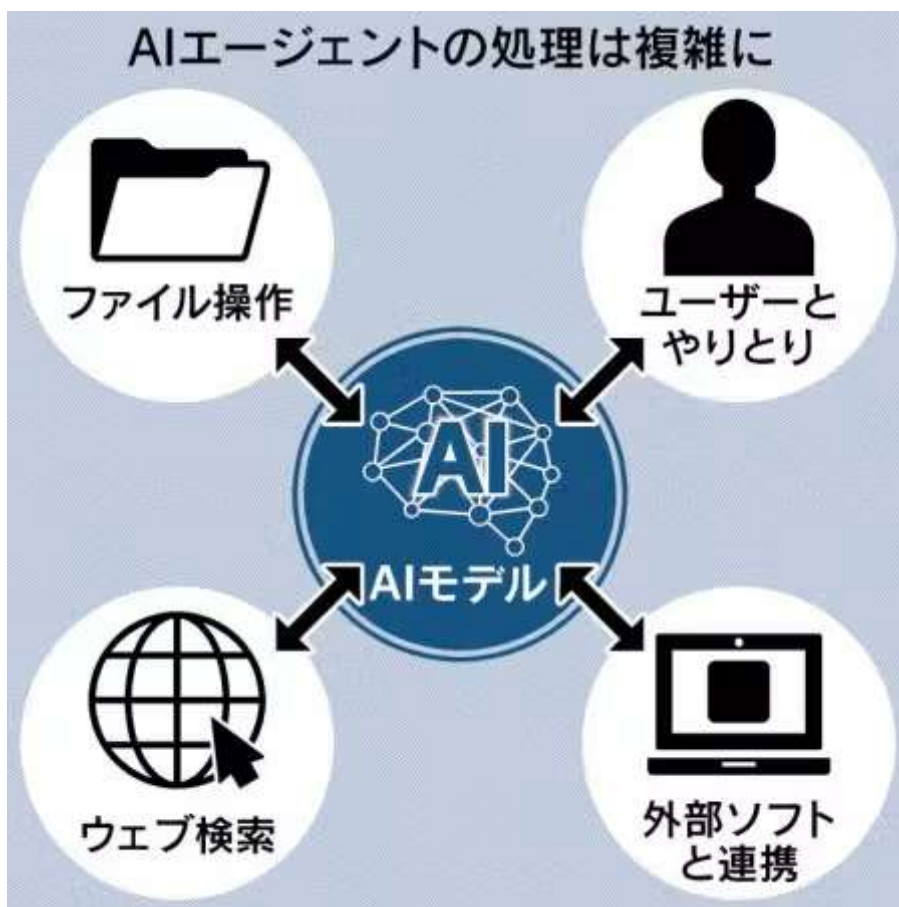 AIエージェントの処理は複雑に
ファイル操作
ユーザーと
やりとり
AI
AIモデル
ウェブ検索
外部ソフト
と連携